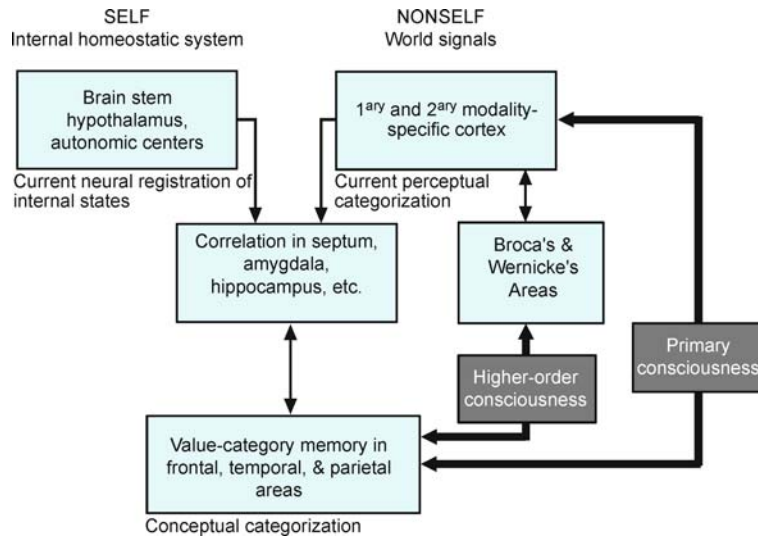 SELF
Internal homeostatic system
NONSELF
World signals
Brain stem
hypothalamus,
autonomic centers
1ary and 2ary modality-
specific cortex
Current neural registration of
internal states
Current perceptual
categorization
Correlation in septum,
amygdala,
hippocampus, etc.
Broca's &
Wernicke's
Areas
Primary
consciousness
Higher-order
consciousness
Value-category memory in
frontal, temporal, & parietal
areas
Conceptual categorization